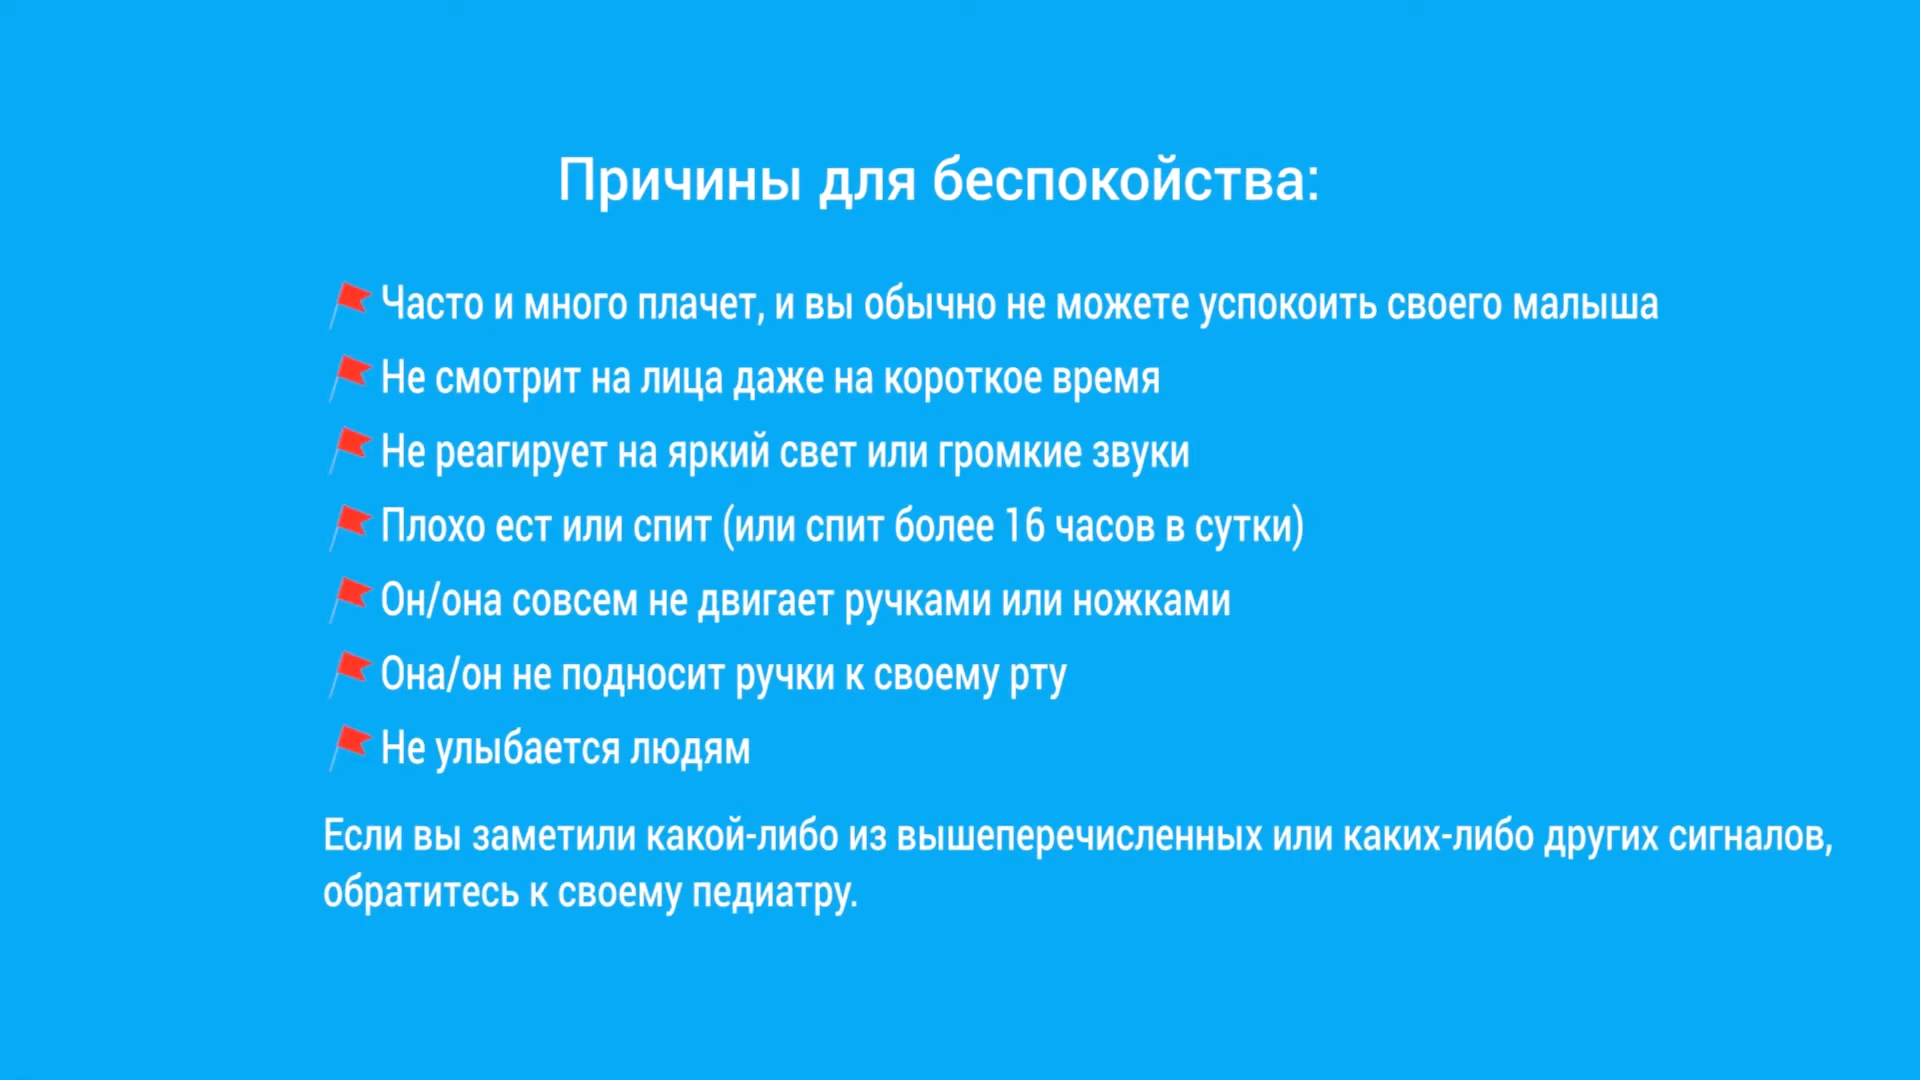 Причины для беспокойства:
Часто и много плачет, и вы обычно не можете успокоить своего малыша
Не смотрит на лица даже на короткое время
Не реагирует на яркий свет или громкие звуки
Плохо ест или спит (или спит более 16 часов в сутки)
Он/она совсем не двигает ручками или ножками
Она/он не подносит ручки к своему рту
Не улыбается людям
Если вы заметили какой-либо из вышеперечисленных или каких-либо других сигналов,
обратитесь к своему педиатру.